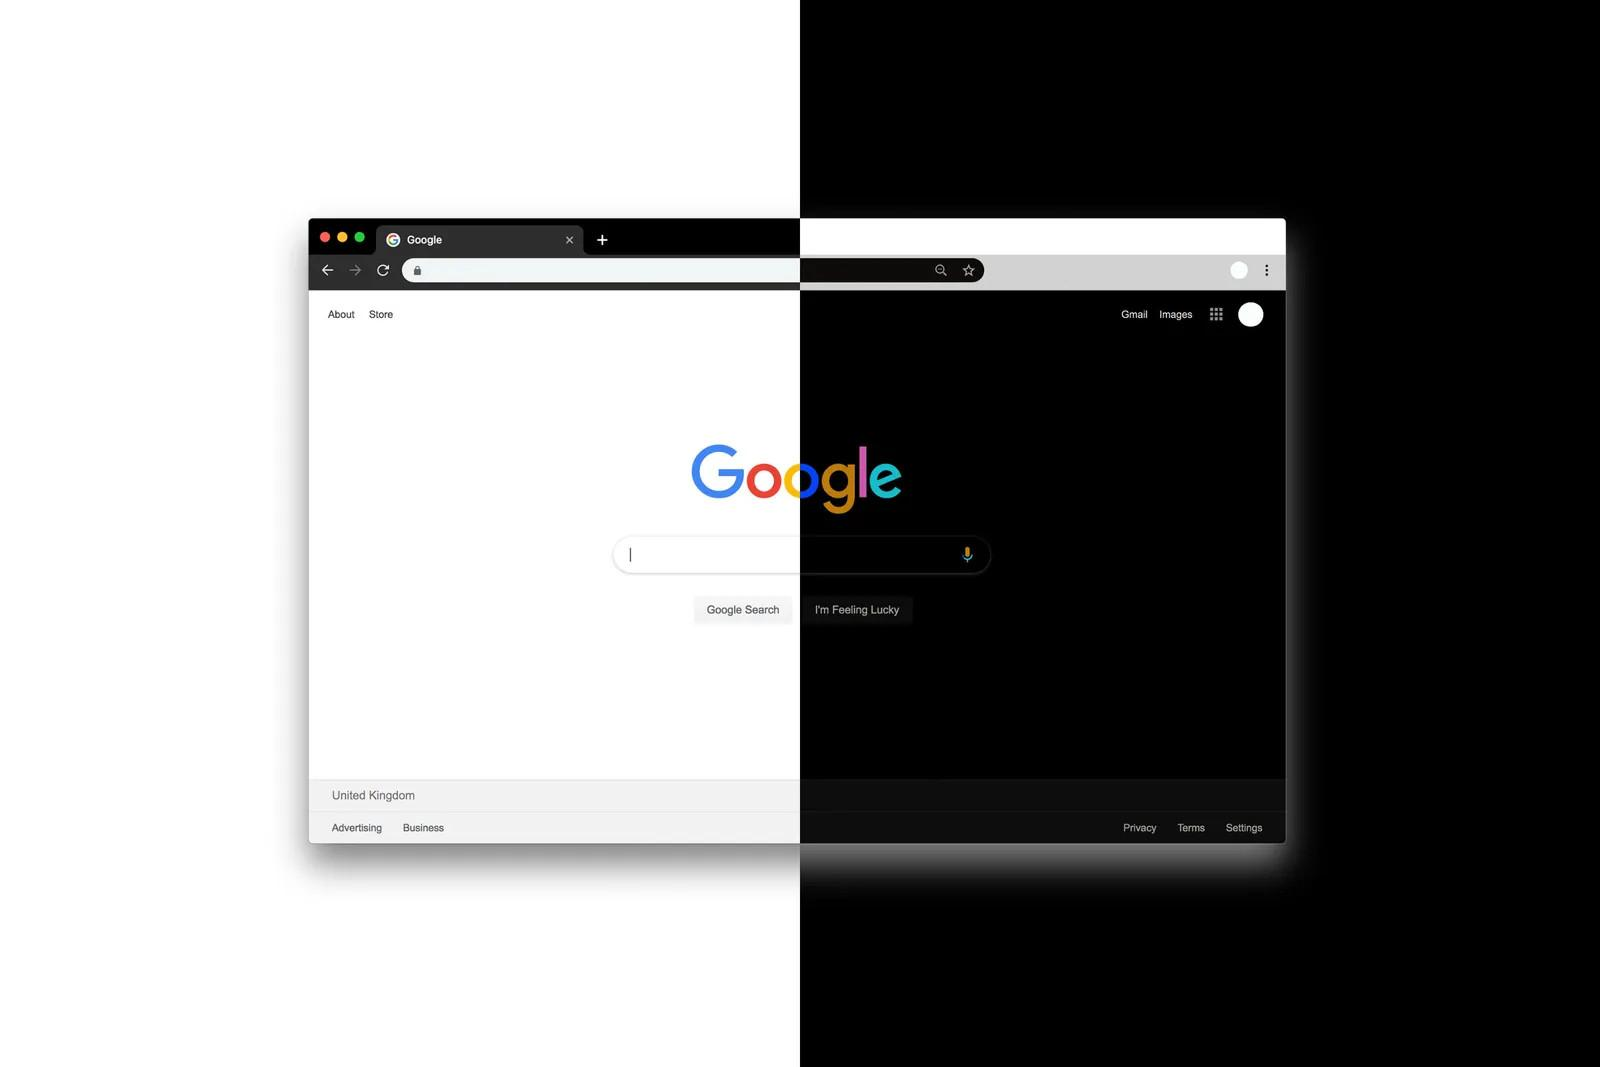 Google
About Store
Gmail Images
Google
Google Search
I'm Feeling Lucky
United Kingdom
Advertising Business
Privacy Terms Settings